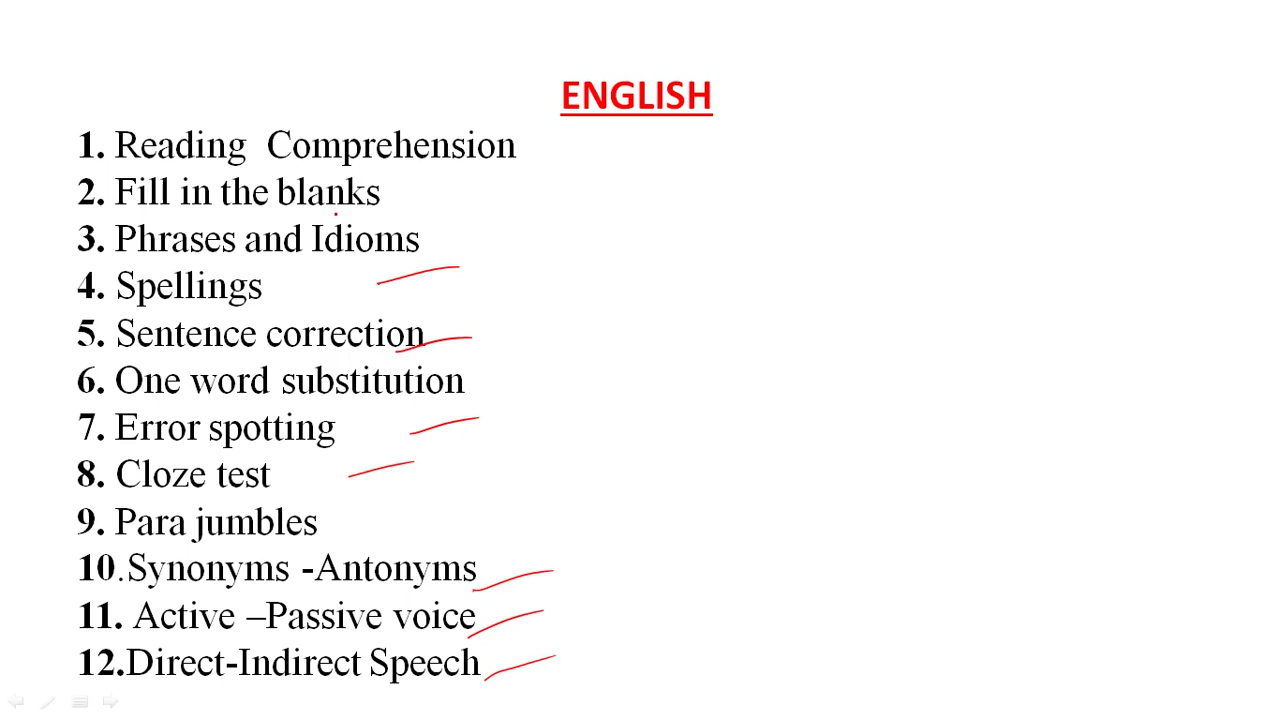 ENGLISH
1. Reading Comprehension
2. Fill in the blanks
3. Phrases and Idioms
4. Spellings
5. Sentence correction
6. One word substitution
7. Error spotting
8. Cloze test
9. Para jumbles
10.Synonyms -Antonyms
11. Active –Passive voice
12.Direct-Indirect Speech